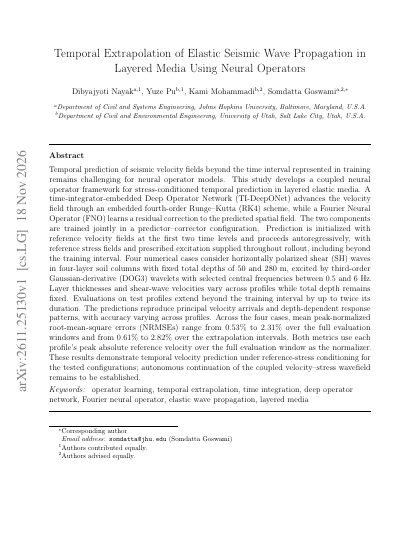 Temporal Extrapolation of Elastic Seismic Wave Propagation in
Layered Media Using Neural Operators
Dibyajyoti Nayak^a,1, Yuze Pu^b,1, Kami Mohammadi^b,2, Somdatta Goswami^a,2,∗
^a Department of Civil and Systems Engineering, Johns Hopkins University, Baltimore, Maryland, U.S.A.
^b Department of Civil and Environmental Engineering, University of Utah, Salt Lake City, Utah, U.S.A.
Abstract
Temporal prediction of seismic velocity fields beyond the time interval represented in training
remains challenging for neural operator models. This study develops a coupled neural
operator framework for stress-conditioned temporal prediction in layered elastic media. A
time-integrator-embedded Deep Operator Network (TI-DeepONet) advances the velocity
field through an embedded fourth-order Runge–Kutta (RK4) scheme, while a Fourier Neural
Operator (FNO) learns a residual correction to the predicted spatial field. The two components
are trained jointly in a predictor–corrector configuration. Prediction is initialized with
reference velocity fields at the first two time levels and proceeds autoregressively, with
reference stress fields and prescribed excitation supplied throughout rollout, including beyond
the training interval. Four numerical cases consider horizontally polarized shear (SH) waves
in four-layer soil columns with fixed total depths of 50 and 280 m, excited by third-order
Gaussian-derivative (DOG3) wavelets with selected central frequencies between 0.5 and 6 Hz.
Layer thicknesses and shear-wave velocities vary across profiles while total depth remains
fixed. Evaluations on test profiles extend beyond the training interval by up to twice its
duration. The predictions reproduce principal velocity arrivals and depth-dependent response
patterns, with accuracy varying across profiles. Across the four cases, mean peak-normalized
root-mean-square errors (NRMSEs) range from 0.53% to 2.31% over the full evaluation
windows and from 0.61% to 2.82% over the extrapolation intervals. Both metrics use each
profile's peak absolute reference velocity over the full evaluation window as the normalizer.
These results demonstrate temporal velocity prediction under reference-stress conditioning for
the tested configurations; autonomous continuation of the coupled velocity–stress wavefield
remains to be established.
Keywords: operator learning, temporal extrapolation, time integration, deep operator
network, Fourier neural operator, elastic wave propagation, layered media
∗Corresponding author
Email address: somdatta@jhu.edu (Somdatta Goswami)
^1 Authors contributed equally.
^2 Authors advised equally.
arXiv:2611.25130v1 [cs.LG] 18 Nov 2026